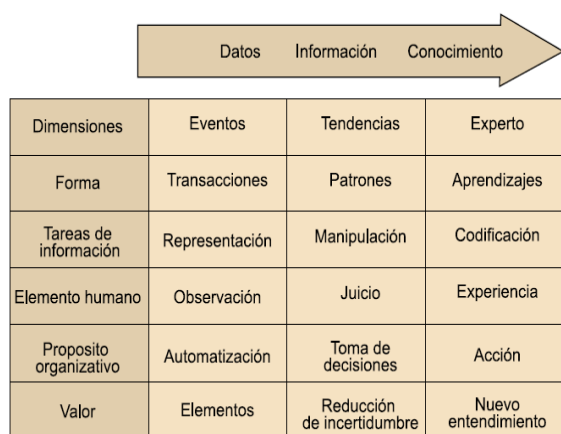 Datos Información Conocimiento
Dimensiones Eventos Tendencias Experto
Forma Transacciones Patrones Aprendizajes
Tareas de información Representación Manipulación Codificación
Elemento humano Observación Juicio Experiencia
Proposito organizativo Automatización Toma de decisiones Acción
Valor Elementos Reducción de incertidumbre Nuevo entendimiento